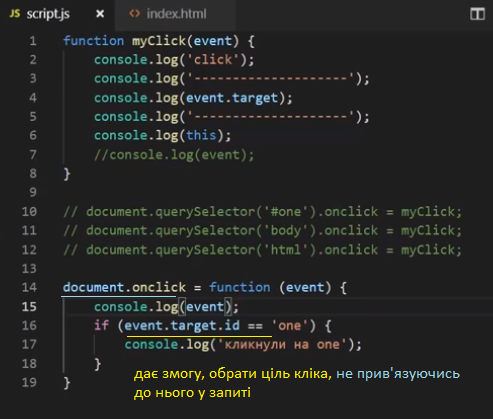 JS script.js × <> index.html
1 function myClick(event) {
2 console.log('click');
3 console.log('--------------------');
4 console.log(event.target);
5 console.log('--------------------');
6 console.log(this);
7 //console.log(event);
8 }
9
10 // document.querySelector('#one').onclick = myClick;
11 // document.querySelector('body').onclick = myClick;
12 // document.querySelector('html').onclick = myClick;
13
14 document.onclick = function (event) {
15 console.log(event);
16 if (event.target.id == 'one') {
17 console.log('кликнули на one');
18 }
19 }
дає змогу, обрати ціль кліка, не прив'язуючись
до нього у запиті